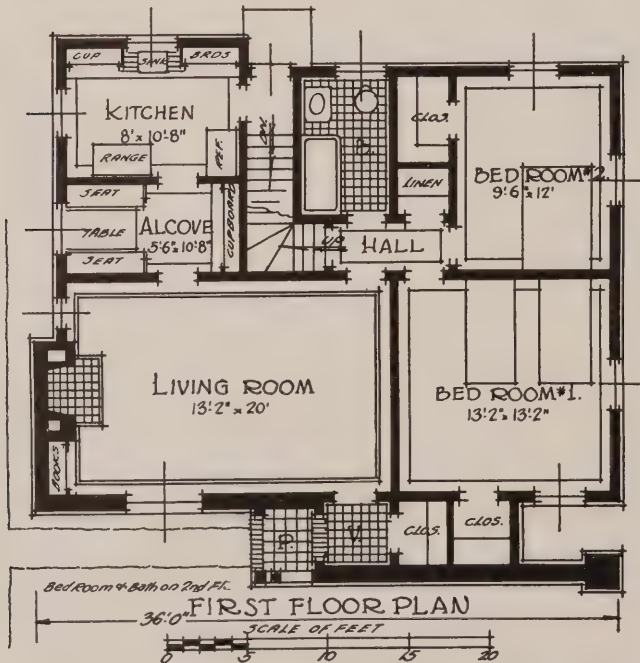 CUP
SINK
BRDS
KITCHEN
8' x 10'-8"
RANGE
REF.
CLOS.
LINEN
BED ROOM #2.
9'-6" x 12'
SEAT
TABLE
SEAT
ALCOVE
5'-6" x 10'-8"
CUPBOARD
UP
HALL
LIVING ROOM
13'-2" x 20'
BOOKS
BED ROOM #1.
13'-2" x 13'-2"
P.
V.
CLOS.
CLOS.
Bed Room & Bath on 2nd Fl.
FIRST FLOOR PLAN
36'-0"
SCALE OF FEET
0 5 10 15 20